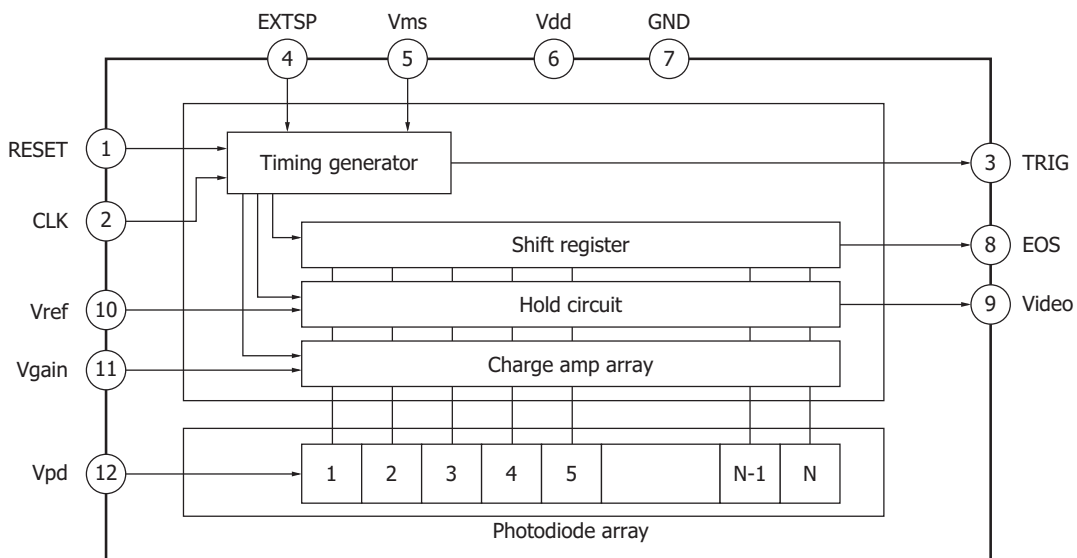 EXTSP Vms Vdd GND
4 5 6 7
RESET 1 Timing generator 3 TRIG
CLK 2
Shift register 8 EOS
Vref 10 Hold circuit 9 Video
Vgain 11 Charge amp array
Vpd 12 1 2 3 4 5 N-1 N
Photodiode array